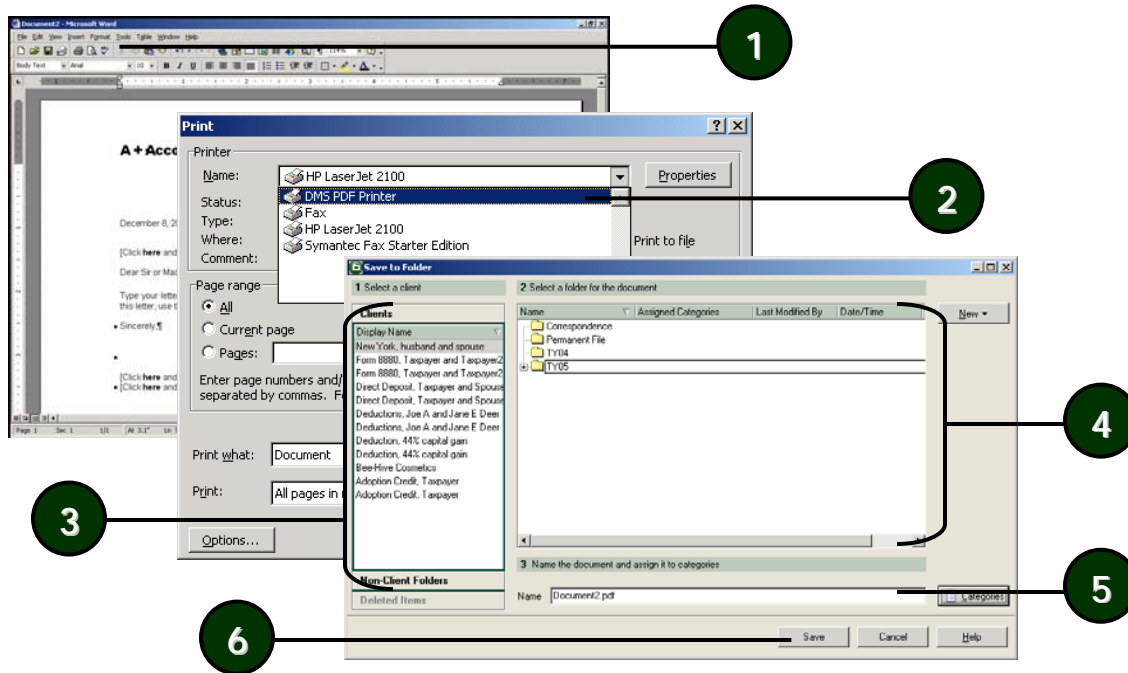 Document2 - Microsoft Word
File Edit View Insert Format Tools Table Window Help
114%
Body Text Arial 10 B I U
1
A + Acco
December 8, 20
[Click here and
Dear Sir or Mad
Type your lette
this letter, use t
Sincerely,¶
[Click here and
[Click here and
Page 1 Sec 1 1/1 At 3.1" Ln
Print
Printer
Name: HP LaserJet 2100 Properties
Status: DMS PDF Printer
2
Type: Fax
Where: HP LaserJet 2100 Print to file
Comment: Symantec Fax Starter Edition
Page range
All
Current page
Pages:
Enter page numbers and/
separated by commas. F
Print what: Document
Print: All pages in
Options...
Save to Folder
1 Select a client
2 Select a folder for the document
Clients
Name Assigned Categories Last Modified By Date/Time
New
Display Name
Correspondence
Permanent File
TY04
TY05
New York, husband and spouse
Form 8880, Taxpayer and Taxpayer2
Form 8880, Taxpayer and Taxpayer2
Direct Deposit, Taxpayer and Spouse
Direct Deposit, Taxpayer and Spouse
Deductions, Joe A and Jane E Deer
Deductions, Joe A and Jane E Deer
Deduction, 44% capital gain
Deduction, 44% capital gain
Bee-Hive Cosmetics
Adoption Credit, Taxpayer
Adoption Credit, Taxpayer
4
3
3 Name the document and assign it to categories
Non-Client Folders
Deleted Items
Name Document2.pdf
Categories
5
6
Save Cancel Help